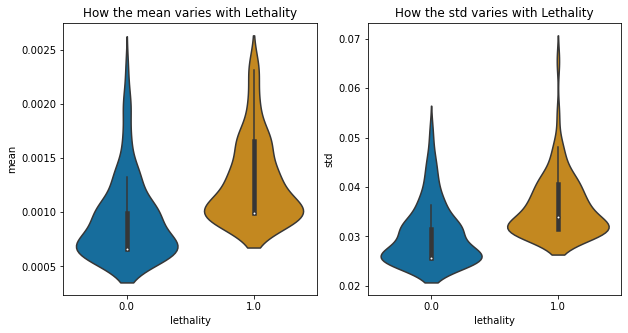 How the mean varies with Lethality
mean
0.0025
0.0020
0.0015
0.0010
0.0005
0.0 1.0
lethality
How the std varies with Lethality
std
0.07
0.06
0.05
0.04
0.03
0.02
0.0 1.0
lethality